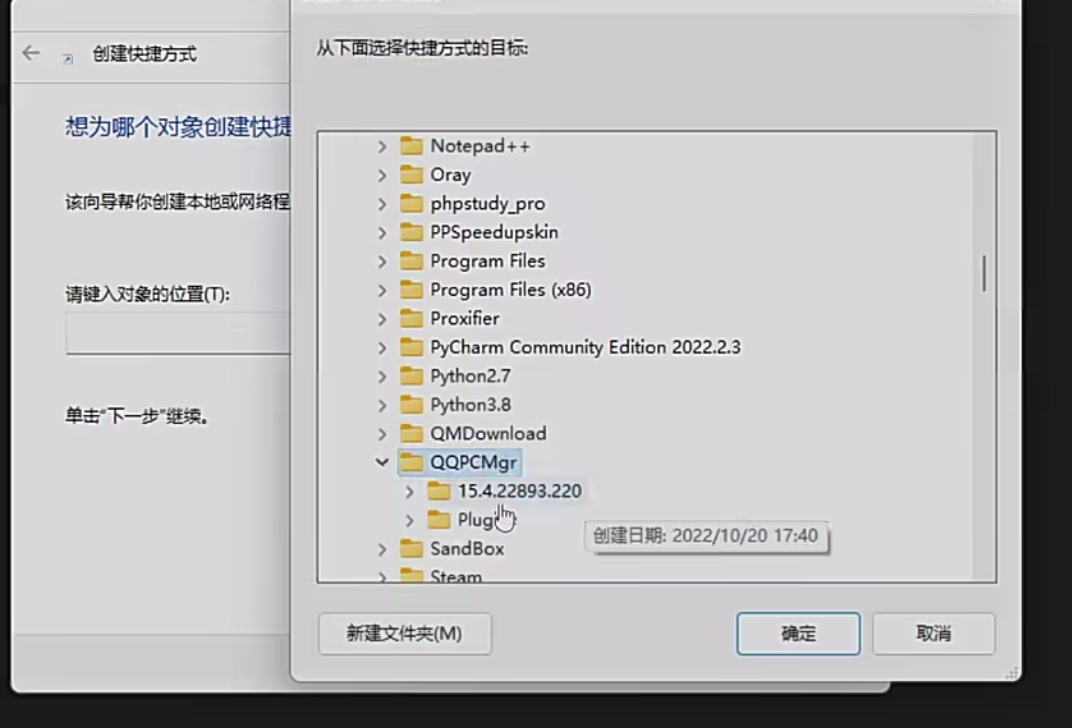 创建快捷方式
想为哪个对象创建快捷
该向导帮你创建本地或网络程
请键入对象的位置(T):
单击“下一步”继续。
从下面选择快捷方式的目标:
Notepad++
Oray
phpstudy_pro
PPSpeedupskin
Program Files
Program Files (x86)
Proxifier
PyCharm Community Edition 2022.2.3
Python2.7
Python3.8
QMDownload
QQPCMgr
15.4.22893.220
创建日期: 2022/10/20 17:40
SandBox
Steam
新建文件夹(M)
确定
取消